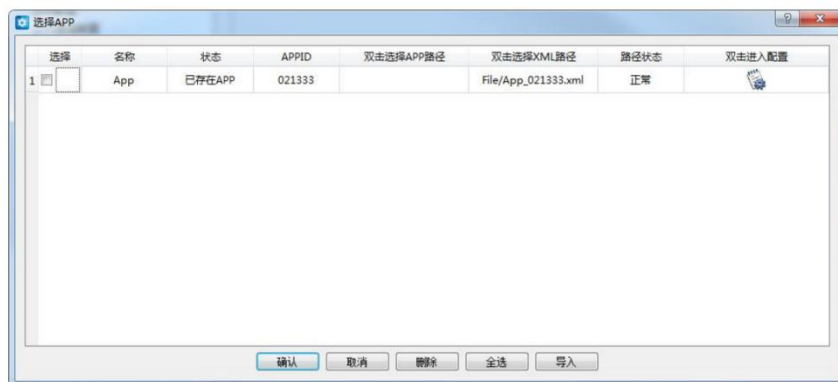 选择APP
选择 名称 状态 APPID 双击选择APP路径 双击选择XML路径 路径状态 双击进入配置
1 App 已存在APP 021333 File/App_021333.xml 正常
确认 取消 删除 全选 导入